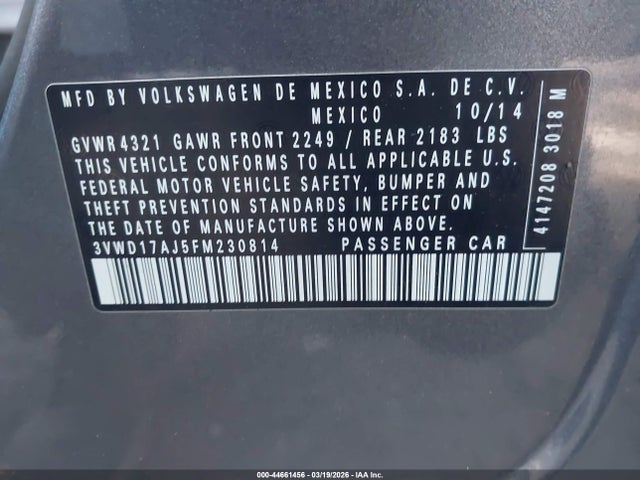 MFD BY VOLKSWAGEN DE MEXICO S.A. DE C.V.
MEXICO 10/14
GVWR 4321 GAWR FRONT 2249 / REAR 2183 LBS
THIS VEHICLE CONFORMS TO ALL APPLICABLE U.S.
FEDERAL MOTOR VEHICLE SAFETY, BUMPER AND
THEFT PREVENTION STANDARDS IN EFFECT ON
THE DATE OF MANUFACTURE SHOWN ABOVE.
3VWD17AJ5FM230814 PASSENGER CAR
4147208 3018 M
000-44661456 - 03/19/2026 - IAA Inc.